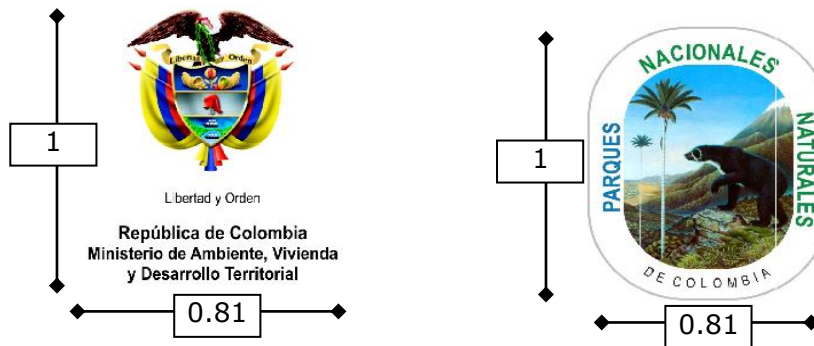 Libertad y Orden
1
Libertad y Orden
República de Colombia
Ministerio de Ambiente, Vivienda
y Desarrollo Territorial
0.81
1
PARQUES
NACIONALES
NATURALES
DE COLOMBIA
0.81